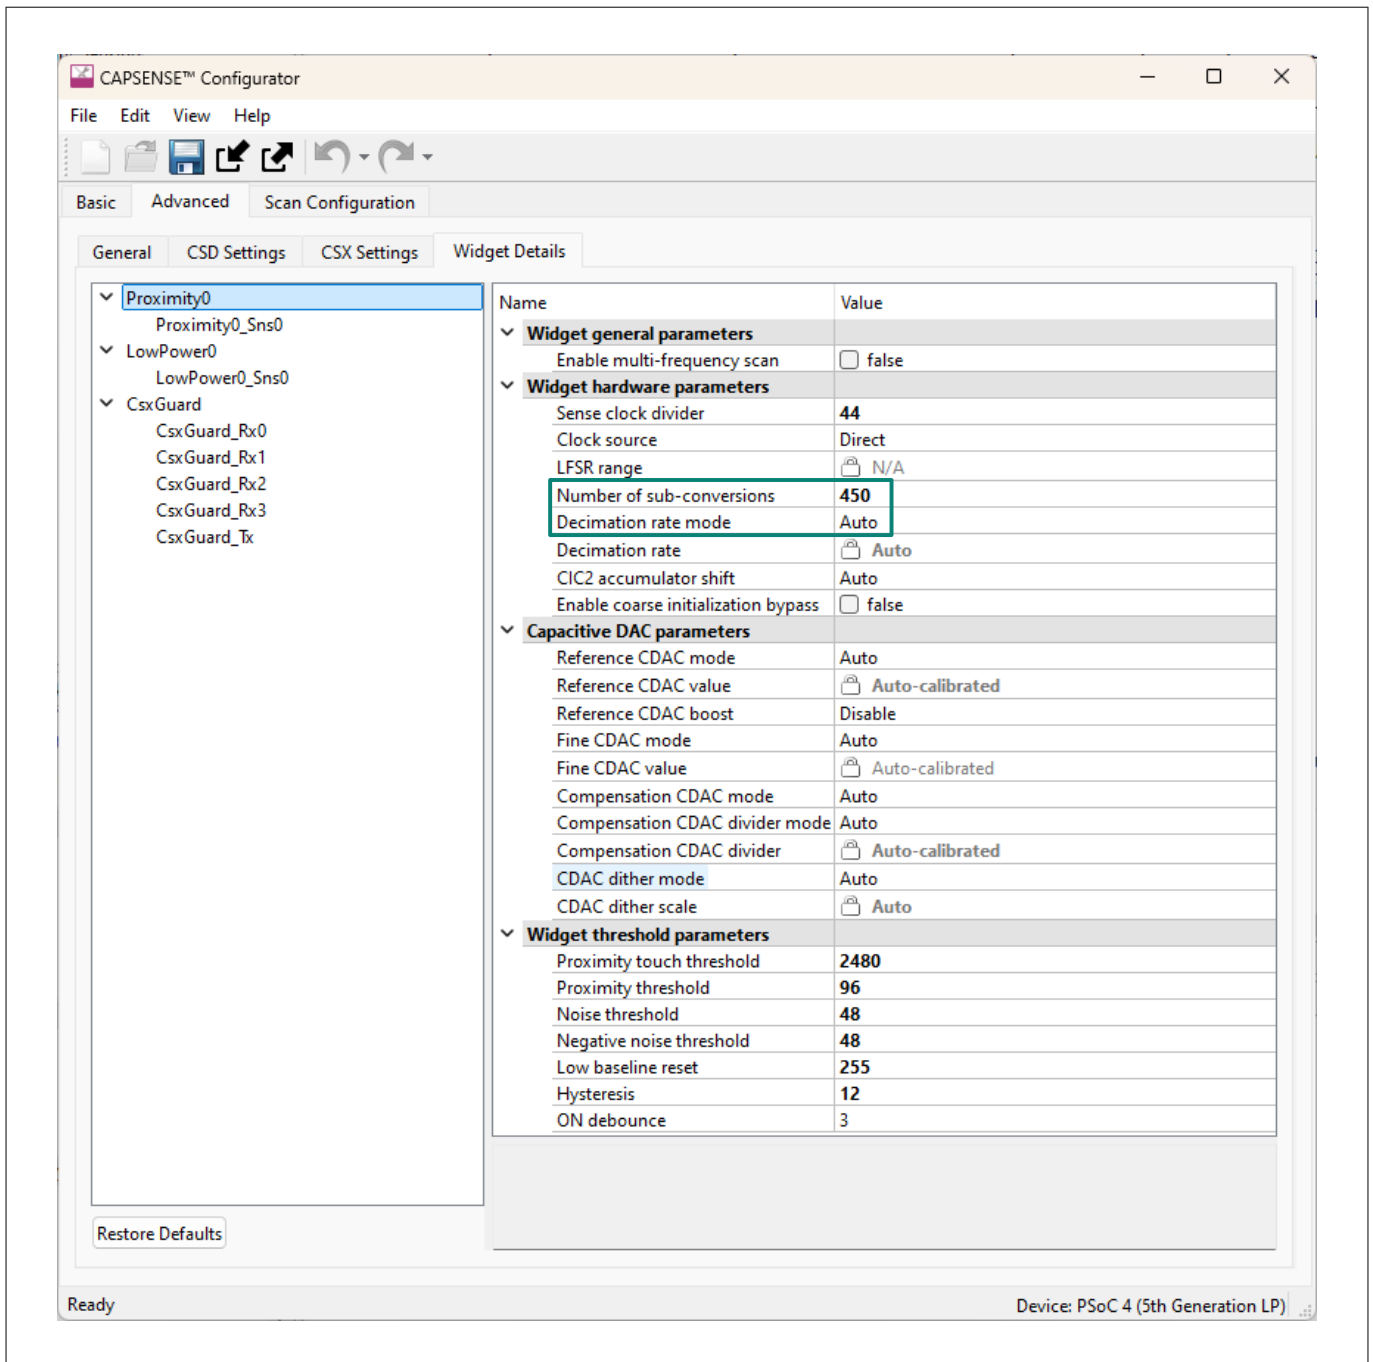 CAPSENSE™ Configurator
File Edit View Help
Basic Advanced Scan Configuration
General CSD Settings CSX Settings Widget Details
Proximity0
Proximity0_Sns0
LowPower0
LowPower0_Sns0
CsxGuard
CsxGuard_Rx0
CsxGuard_Rx1
CsxGuard_Rx2
CsxGuard_Rx3
CsxGuard_Tx
Name Value
Widget general parameters
Enable multi-frequency scan false
Widget hardware parameters
Sense clock divider 44
Clock source Direct
LFSR range N/A
Number of sub-conversions 450
Decimation rate mode Auto
Decimation rate Auto
CIC2 accumulator shift Auto
Enable coarse initialization bypass false
Capacitive DAC parameters
Reference CDAC mode Auto
Reference CDAC value Auto-calibrated
Reference CDAC boost Disable
Fine CDAC mode Auto
Fine CDAC value Auto-calibrated
Compensation CDAC mode Auto
Compensation CDAC divider mode Auto
Compensation CDAC divider Auto-calibrated
CDAC dither mode Auto
CDAC dither scale Auto
Widget threshold parameters
Proximity touch threshold 2480
Proximity threshold 96
Noise threshold 48
Negative noise threshold 48
Low baseline reset 255
Hysteresis 12
ON debounce 3
Restore Defaults
Ready Device: PSoC 4 (5th Generation LP)